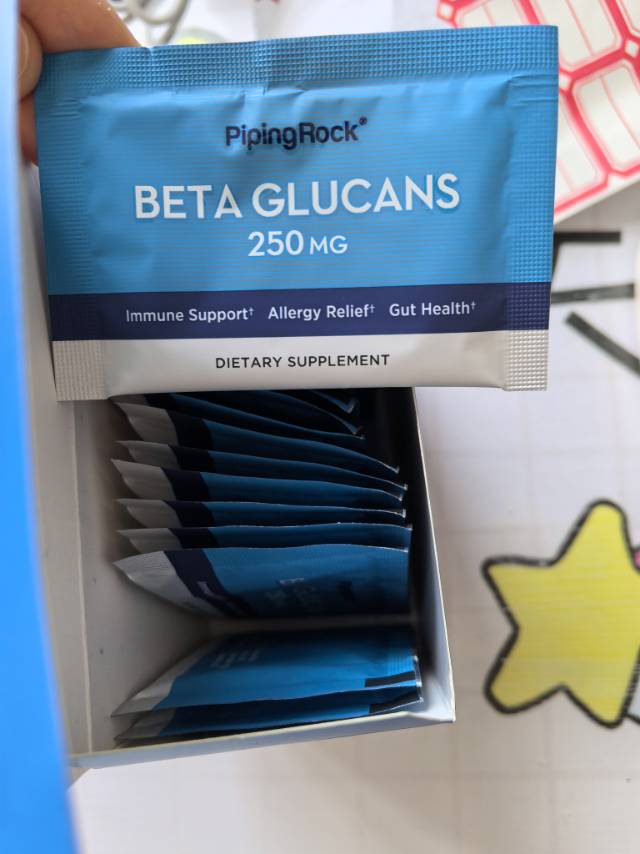 PipingRock®
BETA GLUCANS
250 MG
Immune Support† Allergy Relief† Gut Health†
DIETARY SUPPLEMENT